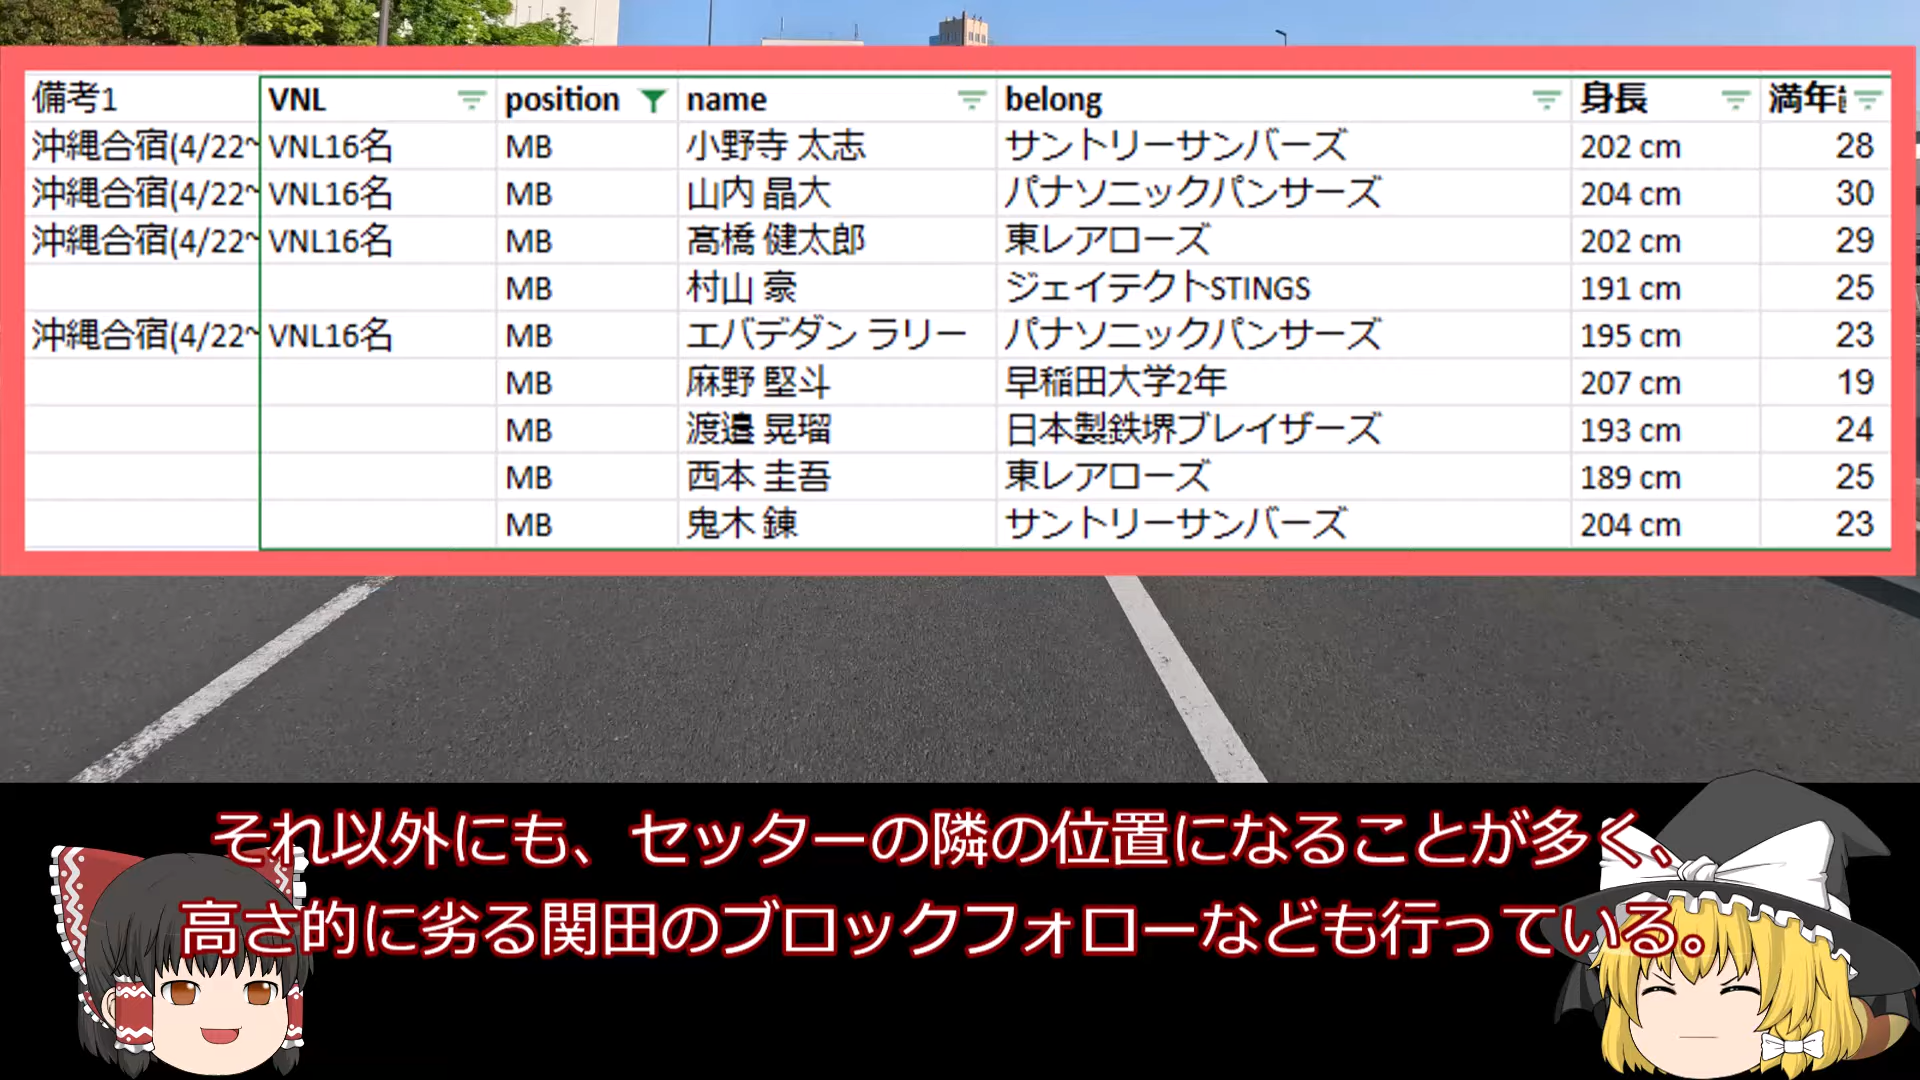 備考1 VNL position name belong 身長 満年
沖縄合宿(4/22~ VNL16名 MB 小野寺 太志 サントリーサンバーズ 202 cm 28
沖縄合宿(4/22~ VNL16名 MB 山内 晶大 パナソニックパンサーズ 204 cm 30
沖縄合宿(4/22~ VNL16名 MB 髙橋 健太郎 東レアローズ 202 cm 29
MB 村山 豪 ジェイテクトSTINGS 191 cm 25
沖縄合宿(4/22~ VNL16名 MB エバデダン ラリー パナソニックパンサーズ 195 cm 23
MB 麻野 堅斗 早稲田大学2年 207 cm 19
MB 渡邉 晃瑠 日本製鉄堺ブレイザーズ 193 cm 24
MB 西本 圭吾 東レアローズ 189 cm 25
MB 鬼木 錬 サントリーサンバーズ 204 cm 23
それ以外にも、セッターの隣の位置になることが多く、
高さ的に劣る関田のブロックフォローなども行っている。